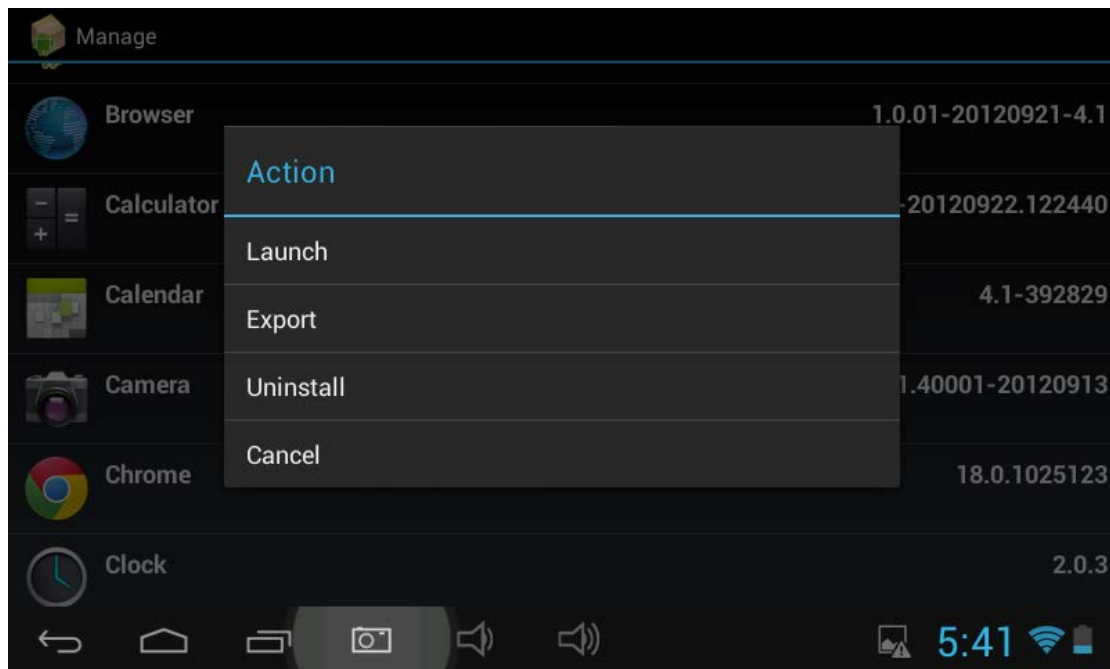 Manage
Browser 1.0.01-20120921-4.1
Action
Calculator -20120922.122440
Launch
Calendar 4.1-392829
Export
Camera 1.40001-20120913
Uninstall
Cancel
Chrome 18.0.1025123
Clock 2.0.3
5:41